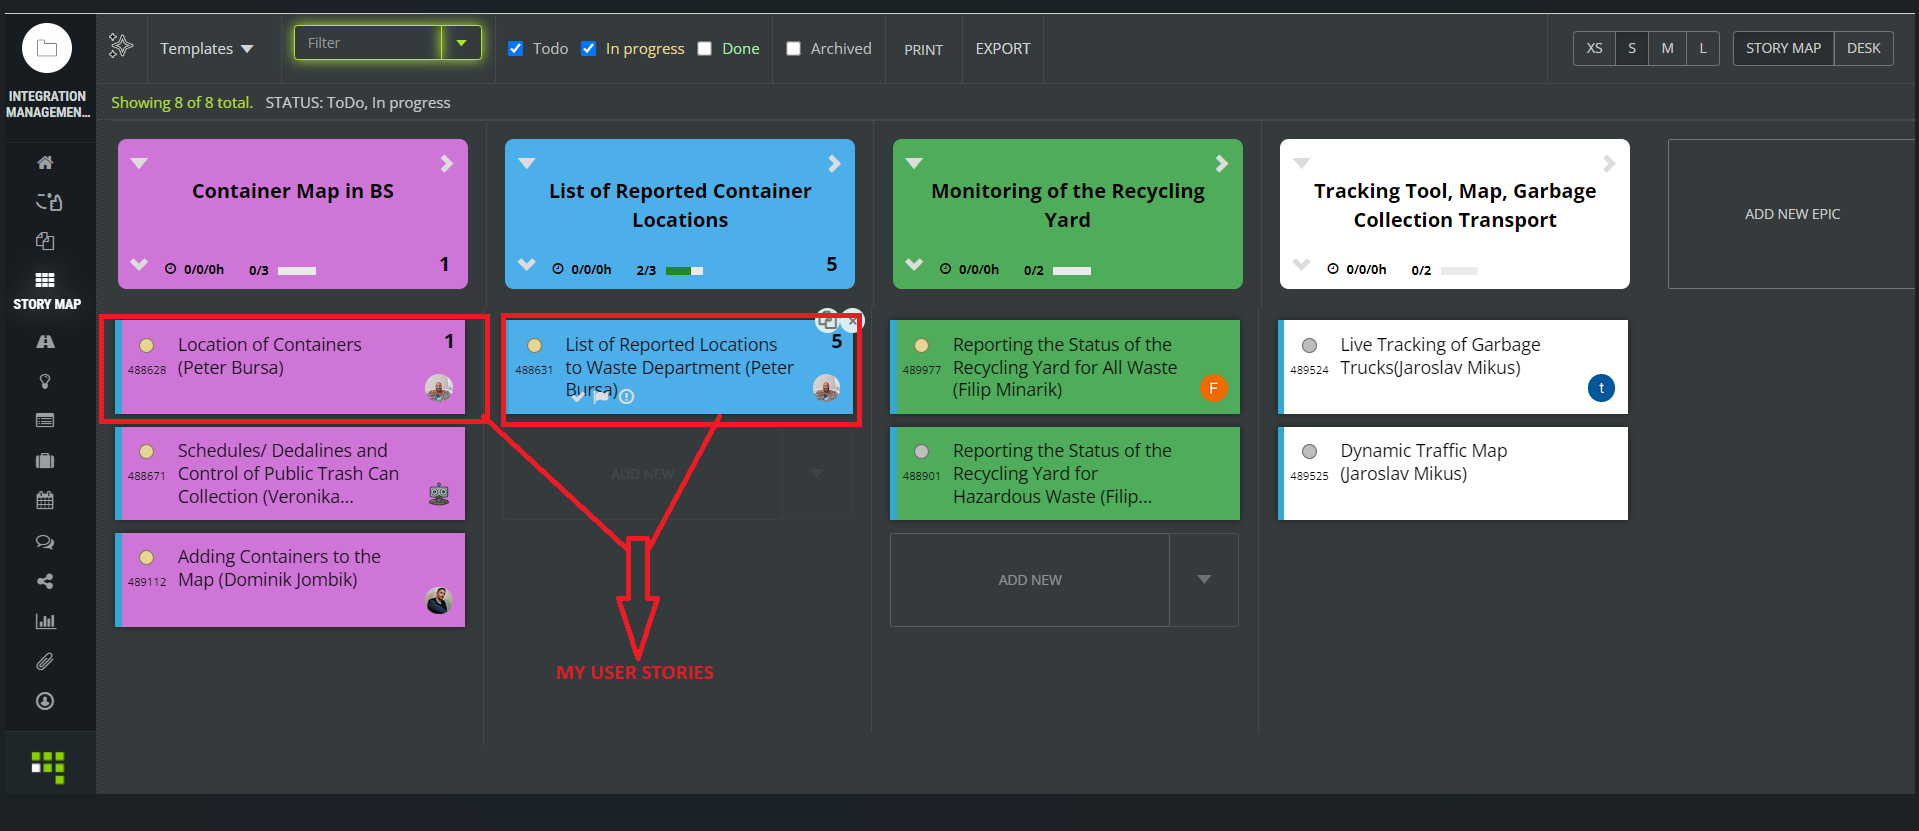 INTEGRATION
MANAGEMEN...
STORY MAP
Templates
Filter
Todo
In progress
Done
Archived
PRINT
EXPORT
XS
S
M
L
STORY MAP
DESK
Showing 8 of 8 total. STATUS: ToDo, In progress
Container Map in BS
0/0/0h
0/3
1
List of Reported Container
Locations
0/0/0h
2/3
5
Monitoring of the Recycling
Yard
0/0/0h
0/2
Tracking Tool, Map, Garbage
Collection Transport
0/0/0h
0/2
ADD NEW EPIC
488628
Location of Containers
(Peter Bursa)
1
488671
Schedules/ Dedalines and
Control of Public Trash Can
Collection (Veronika...
489112
Adding Containers to the
Map (Dominik Jombik)
488631
List of Reported Locations
to Waste Department (Peter
Bursa)
5
ADD NEW
489977
Reporting the Status of the
Recycling Yard for All Waste
(Filip Minarik)
F
488901
Reporting the Status of the
Recycling Yard for
Hazardous Waste (Filip...
ADD NEW
489524
Live Tracking of Garbage
Trucks(Jaroslav Mikus)
t
489525
Dynamic Traffic Map
(Jaroslav Mikus)
MY USER STORIES